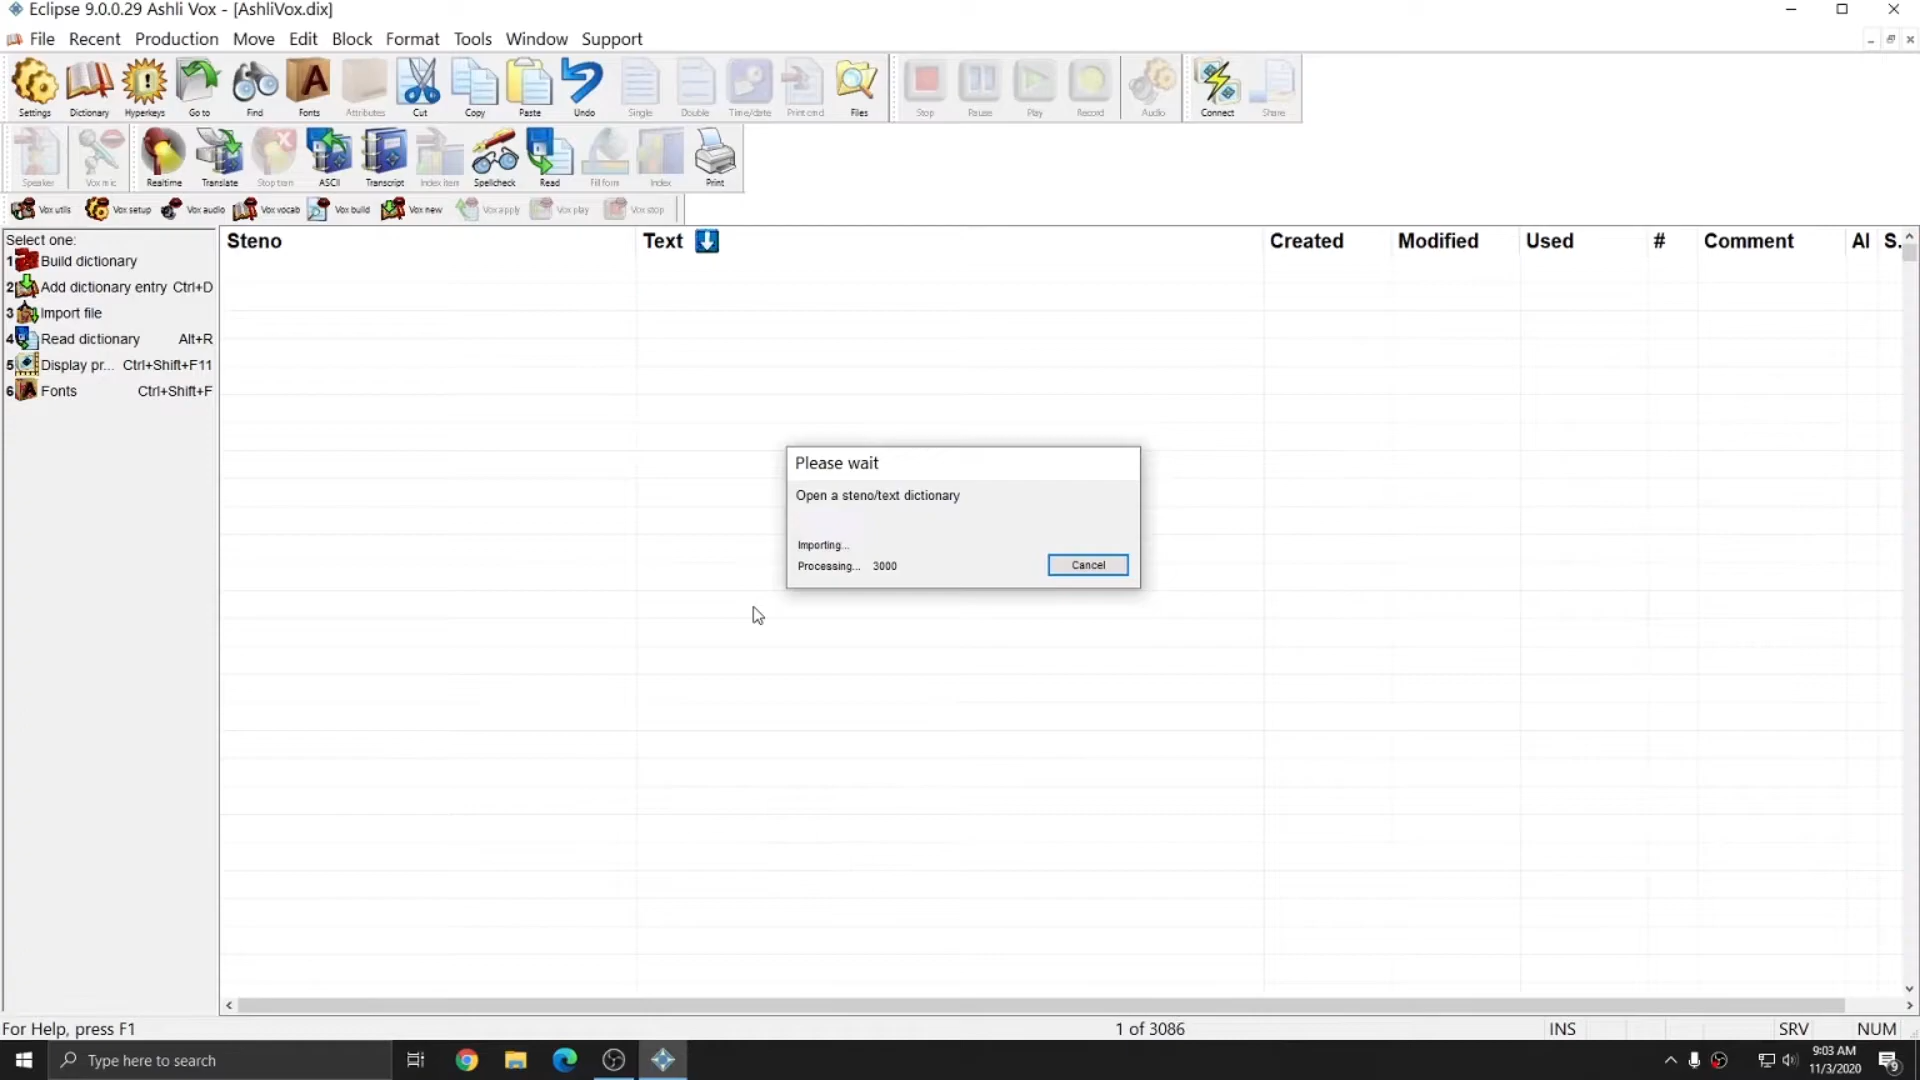 Eclipse 9.0.0.29 Ashli Vox - [AshliVox.dix]
File Recent Production Move Edit Block Format Tools Window Support
Settings Dictionary Hyperkeys Go to Find Fonts Attributes Cut Copy Paste Undo Single Double Time/date Print cmd Files Stop Pause Play Record Audio Connect Share
Speaker Vox mic Realtime Translate Stop tran ASCII Transcript Index item Spellcheck Read Fill form Index Print
Vox utils Vox setup Vox audio Vox vocab Vox build Vox new Vox apply Vox play Vox stop
Select one:
1 Build dictionary
2 Add dictionary entry Ctrl+D
3 Import file
4 Read dictionary Alt+R
5 Display pr... Ctrl+Shift+F11
6 Fonts Ctrl+Shift+F
Steno Text Created Modified Used # Comment Al S.
Please wait
Open a steno/text dictionary
Importing...
Processing... 3000
Cancel
For Help, press F1 1 of 3086 INS SRV NUM
Type here to search
9:03 AM
11/3/2020
9